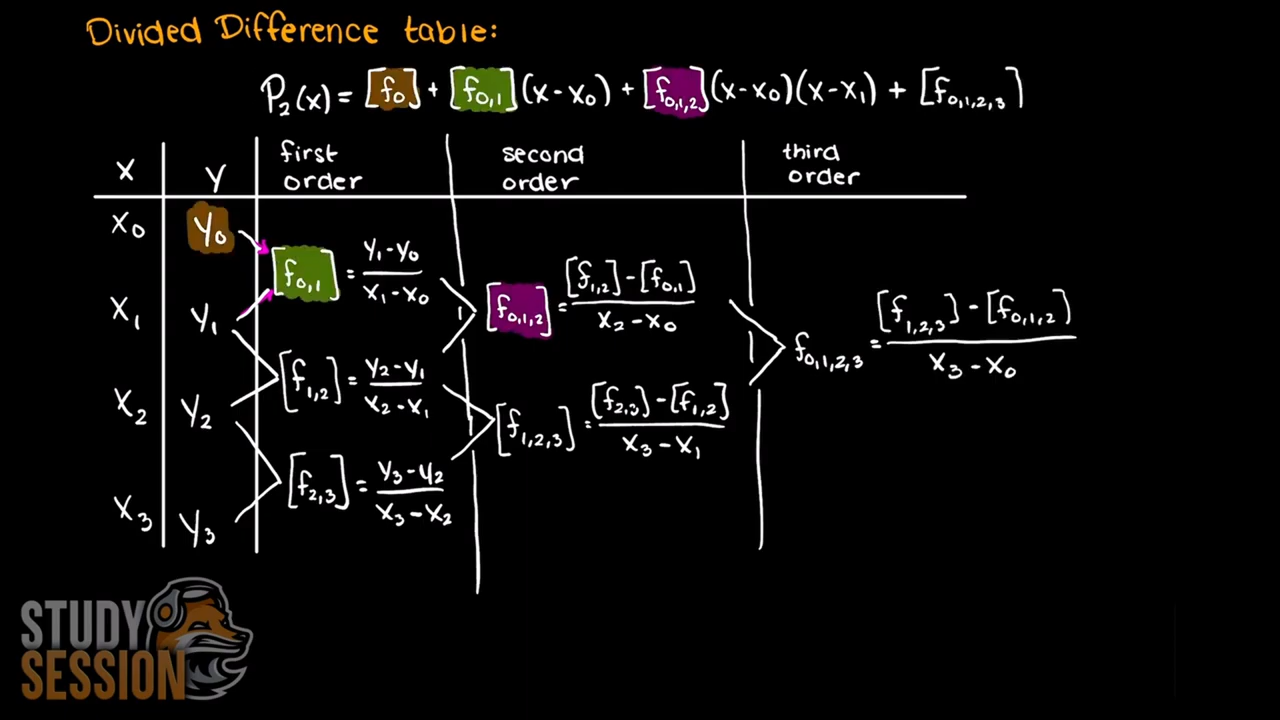 Divided Difference table:
P₂(x) = [f₀] + [f₀,₁](x-x₀) + [f₀,₁,₂](x-x₀)(x-x₁) + [f₀,₁,₂,₃]
x y first order second order third order
x₀ y₀
[f₀,₁] = (y₁-y₀)/(x₁-x₀)
x₁ y₁ [f₀,₁,₂] = ([f₁,₂]-[f₀,₁])/(x₂-x₀)
f₀,₁,₂,₃ = ([f₁,₂,₃]-[f₀,₁,₂])/(x₃-x₀)
[f₁,₂] = (y₂-y₁)/(x₂-x₁)
x₂ y₂ [f₁,₂,₃] = ([f₂,₃]-[f₁,₂])/(x₃-x₁)
[f₂,₃] = (y₃-y₂)/(x₃-x₂)
x₃ y₃
STUDY
SESSION